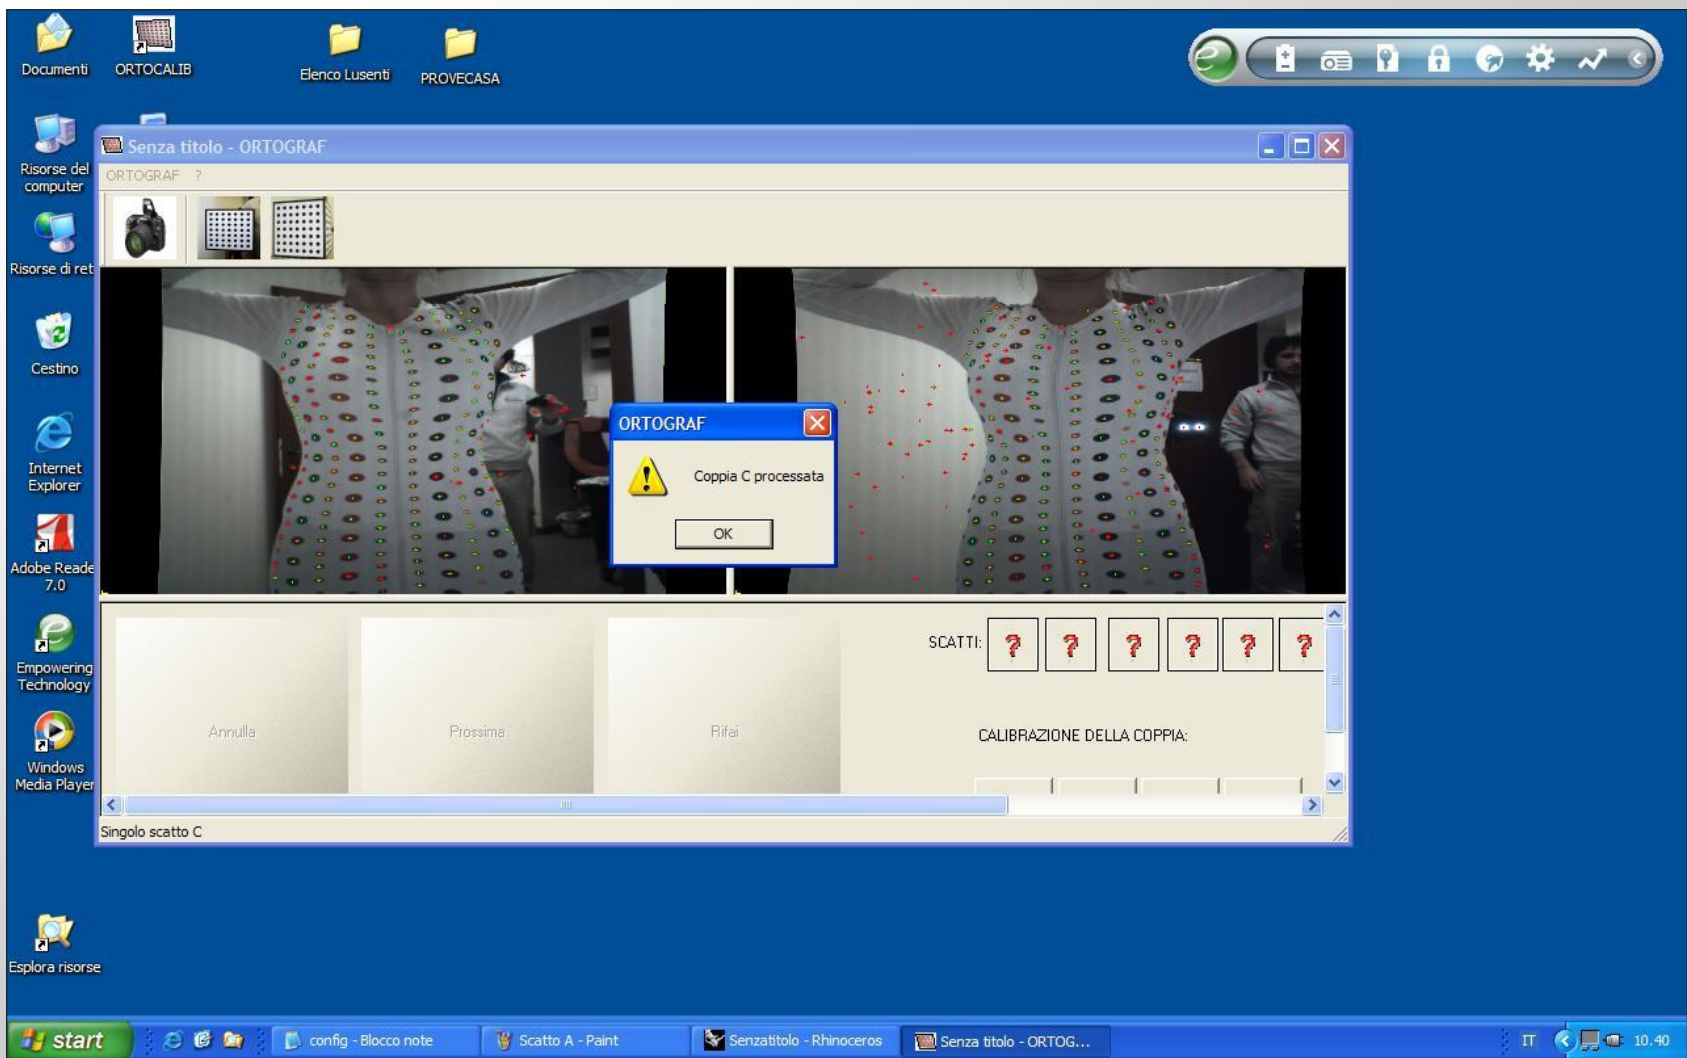 Documenti
ORTOCALIB
Elenco Lusenti
PROVECASA
Risorse del
computer
Risorse di ret
Cestino
Internet
Explorer
Adobe Reade
7.0
Empowering
Technology
Windows
Media Player
Esplora risorse
Senza titolo - ORTOGRAF
ORTOGRAF ?
ORTOGRAF
Coppia C processata
OK
Annulla
Prossima
Rifai
SCATTI: ? ? ? ? ? ?
CALIBRAZIONE DELLA COPPIA:
Singolo scatto C
start
config - Blocco note
Scatto A - Paint
Senzatitolo - Rhinoceros
Senza titolo - ORTOG...
IT
10.40